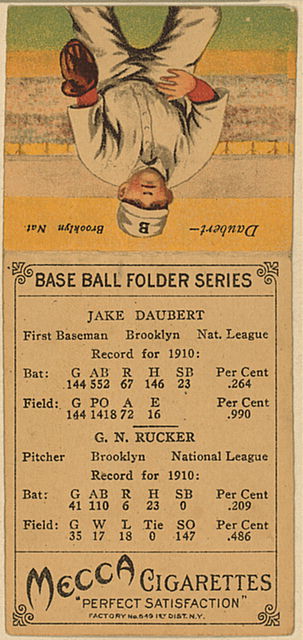 B
Daubert— Brooklyn Nat.
BASE BALL FOLDER SERIES
JAKE DAUBERT
First Baseman Brooklyn Nat. League
Record for 1910:
Bat: G AB R H SB Per Cent
144 552 67 146 23 .264
Field: G PO A E Per Cent
144 1418 72 16 .990
G. N. RUCKER
Pitcher Brooklyn National League
Record for 1910:
Bat: G AB R H SB Per Cent
41 110 6 23 0 .209
Field: G W L Tie SO Per Cent
35 17 18 0 147 .486
MECCA CIGARETTES
"PERFECT SATISFACTION"
FACTORY No. 649 1ST DIST. N.Y.